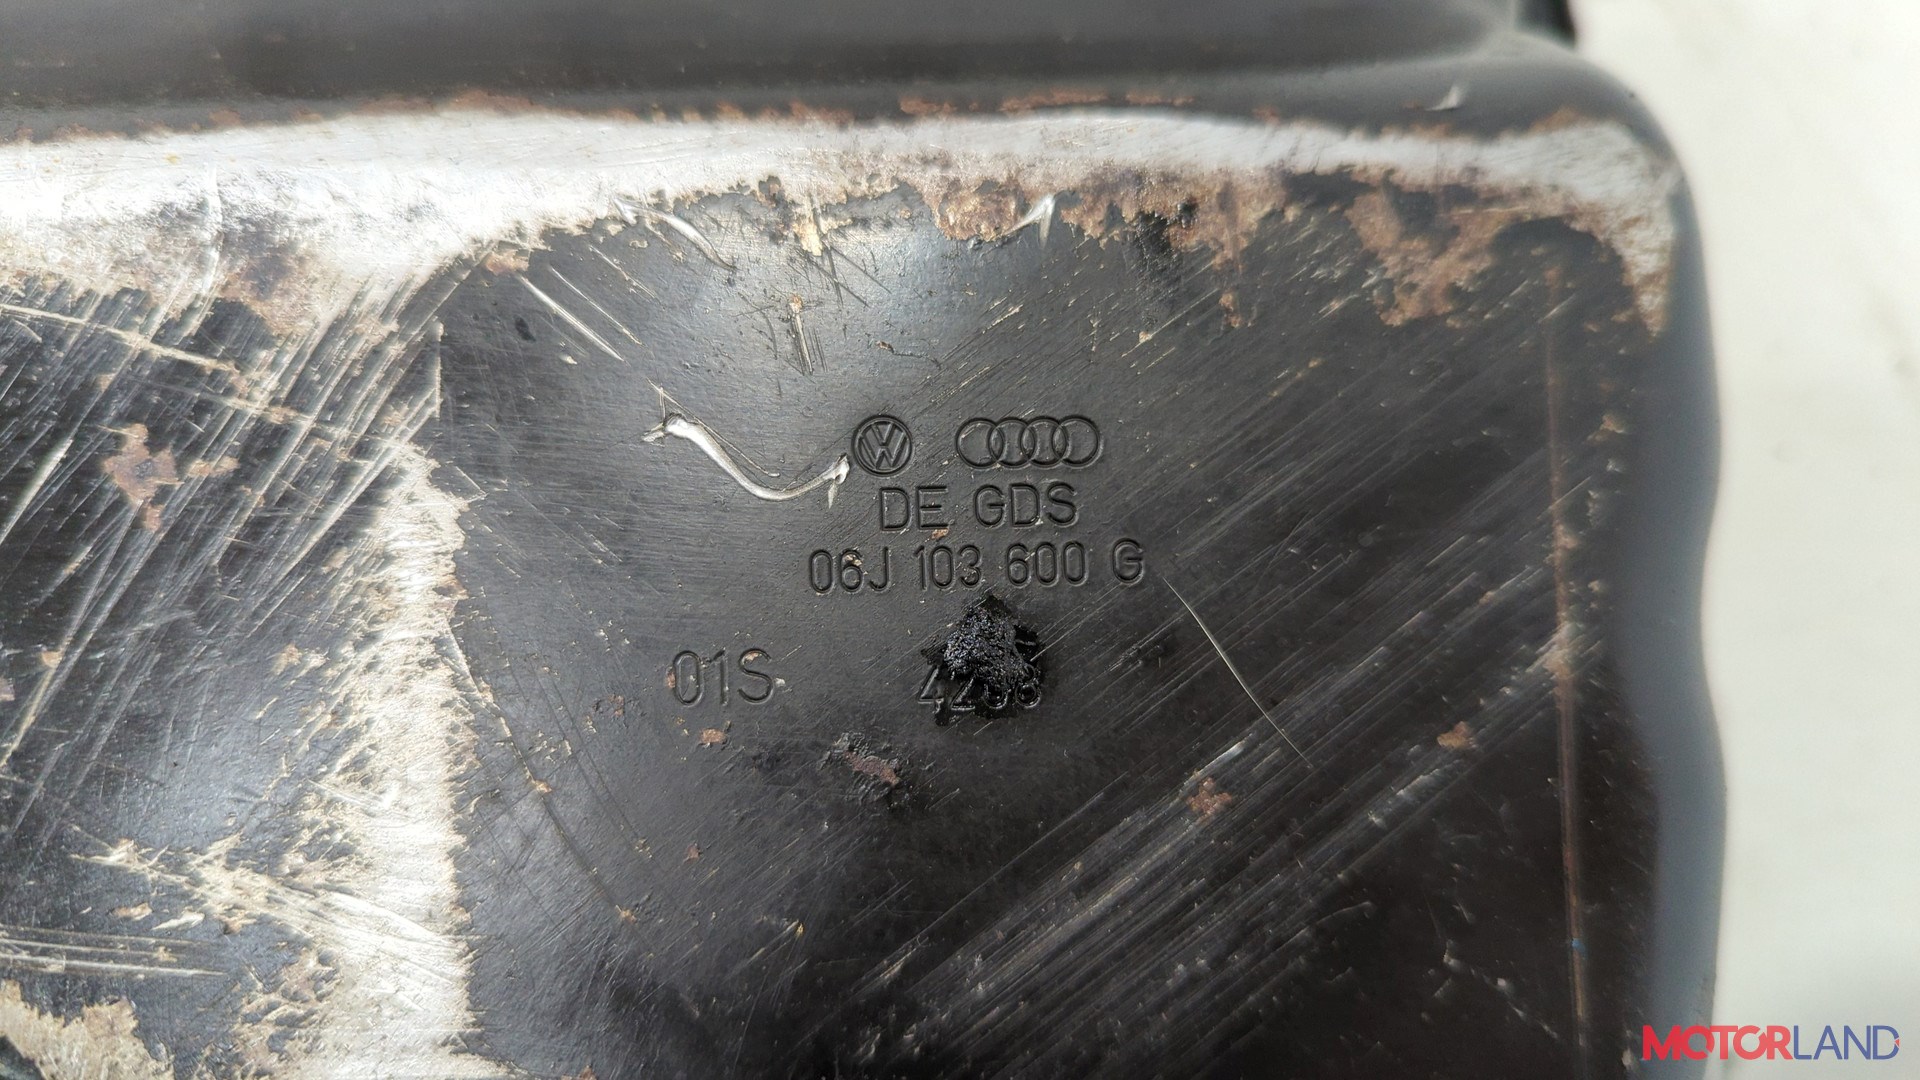 DE GDS
06J 103 600 G
01S
MOTORLAND